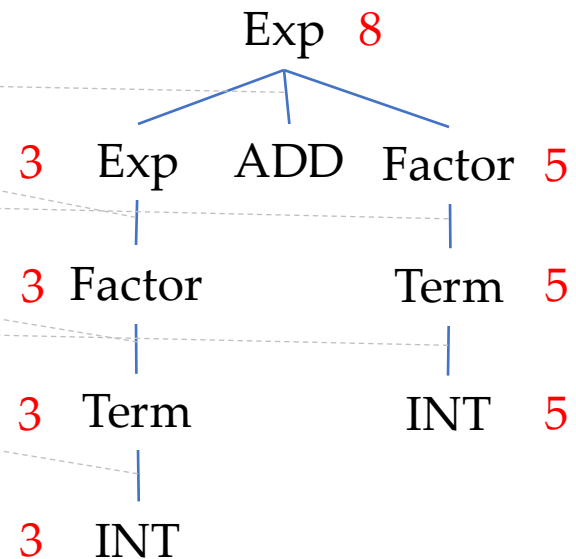 Exp 8
3 Exp ADD Factor 5
3 Factor Term 5
3 Term INT 5
3 INT